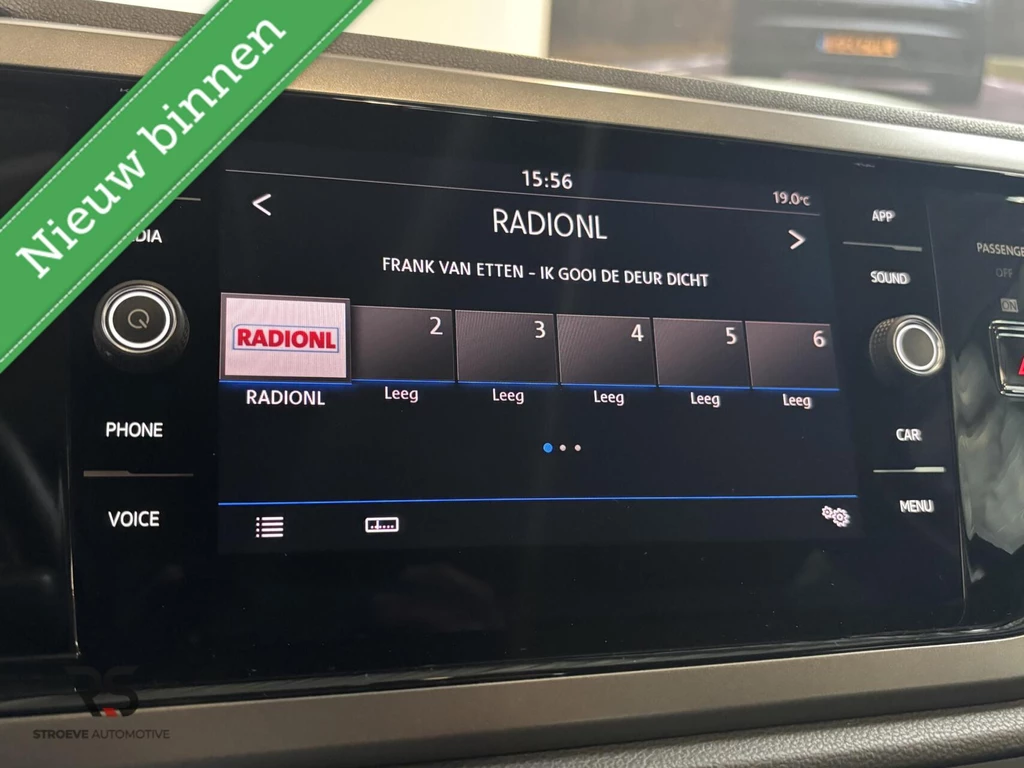 Nieuw binnen
15:56
19.0°C
RADIONL
FRANK VAN ETTEN - IK GOOI DE DEUR DICHT
RADIONL
2
3
4
5
6
RADIONL
Leeg
Leeg
Leeg
Leeg
Leeg
DIA
PHONE
VOICE
APP
SOUND
CAR
MENU
PASSENGE
OFF
ON
RS
STROEVE AUTOMOTIVE